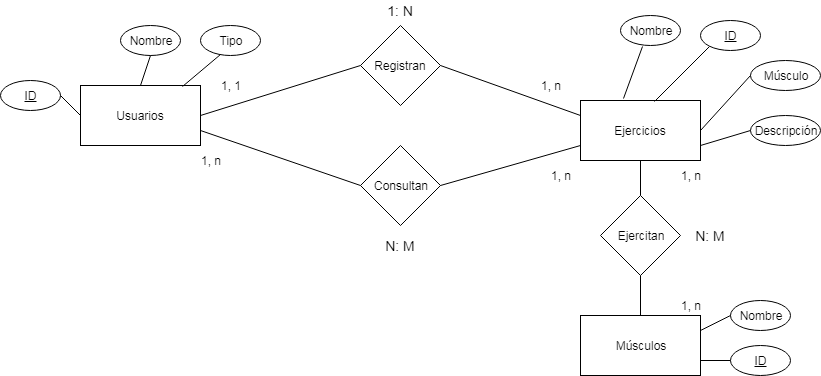 1: N
Nombre
Tipo
Nombre
ID
Registran
Músculo
1, 1
1, n
ID
Usuarios
Ejercicios
Descripción
1, n
Consultan
1, n
1, n
N: M
Ejercitan
N: M
1, n
Nombre
Músculos
ID